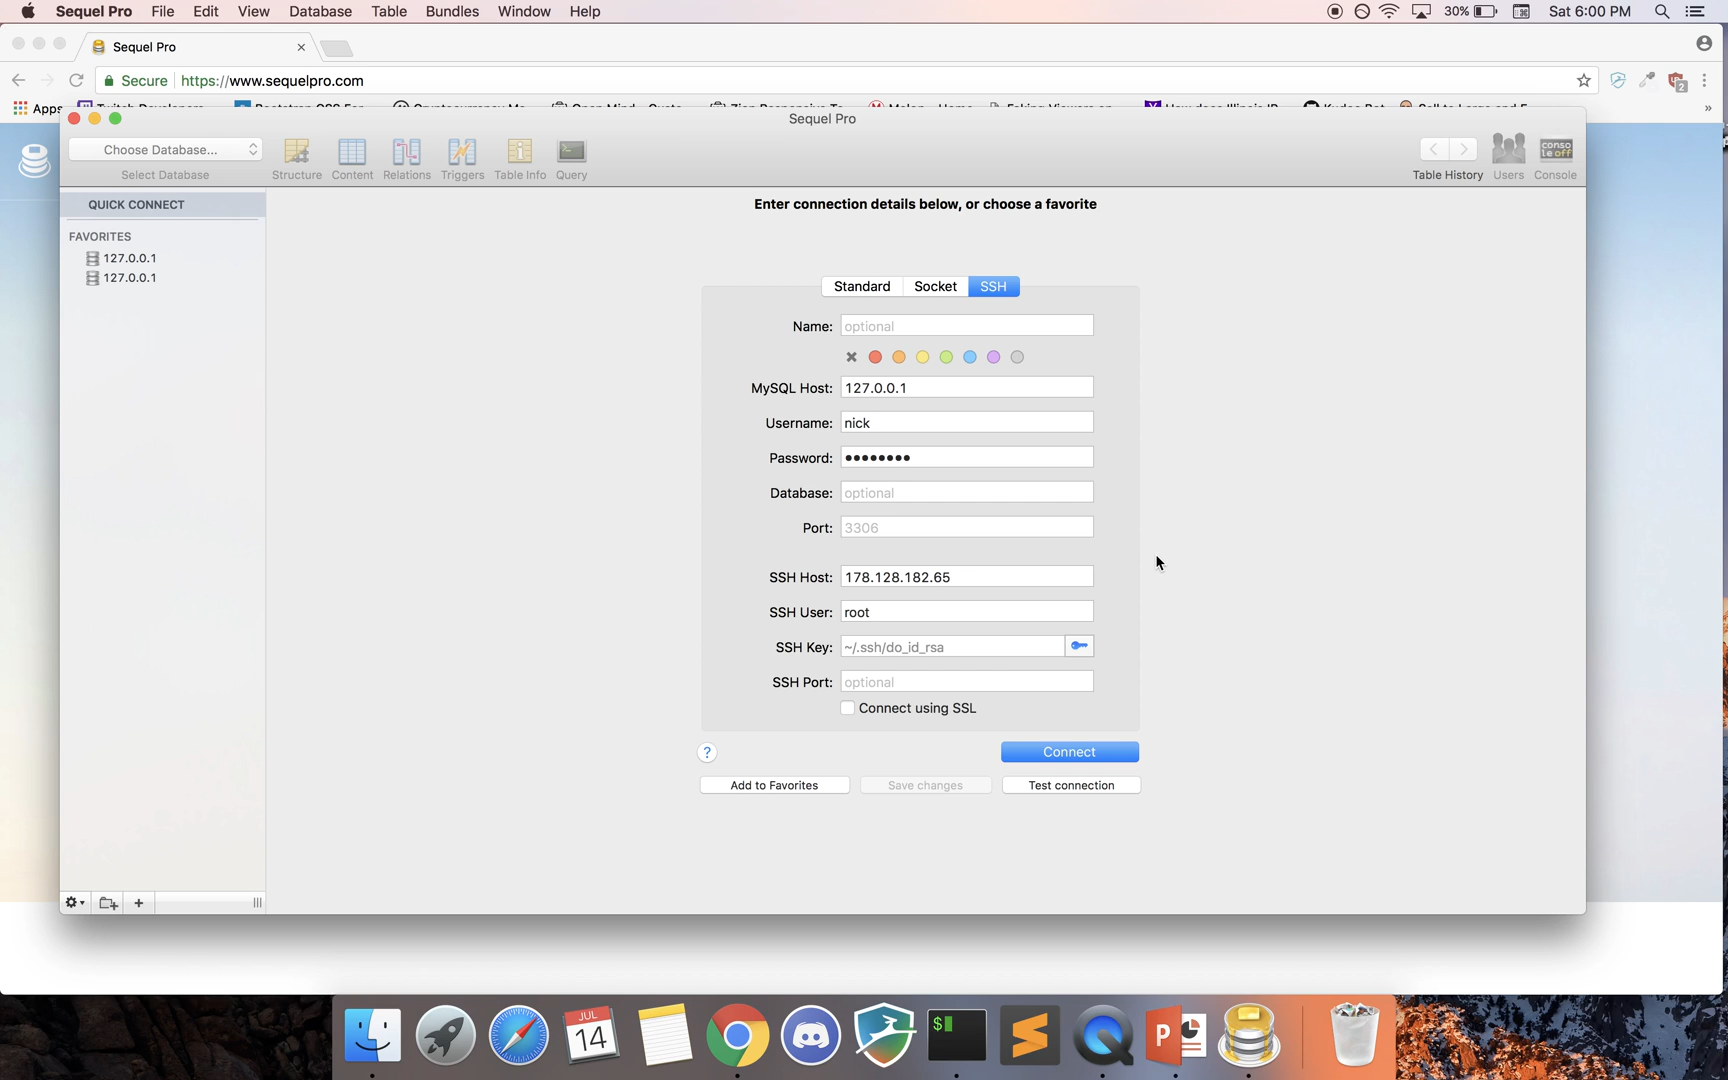 Sequel Pro File Edit View Database Table Bundles Window Help 30% Sat 6:00 PM
Sequel Pro
Secure https://www.sequelpro.com 2
Apps
Sequel Pro
Choose Database...
Select Database Structure Content Relations Triggers Table Info Query Table History Users Console
conso
le off
QUICK CONNECT
Enter connection details below, or choose a favorite
FAVORITES
127.0.0.1
127.0.0.1
Standard Socket SSH
Name: optional
MySQL Host: 127.0.0.1
Username: nick
Password: ••••••••
Database: optional
Port: 3306
SSH Host: 178.128.182.65
SSH User: root
SSH Key: ~/.ssh/do_id_rsa
SSH Port: optional
Connect using SSL
? Connect
Add to Favorites Save changes Test connection
JUL
14
$
P